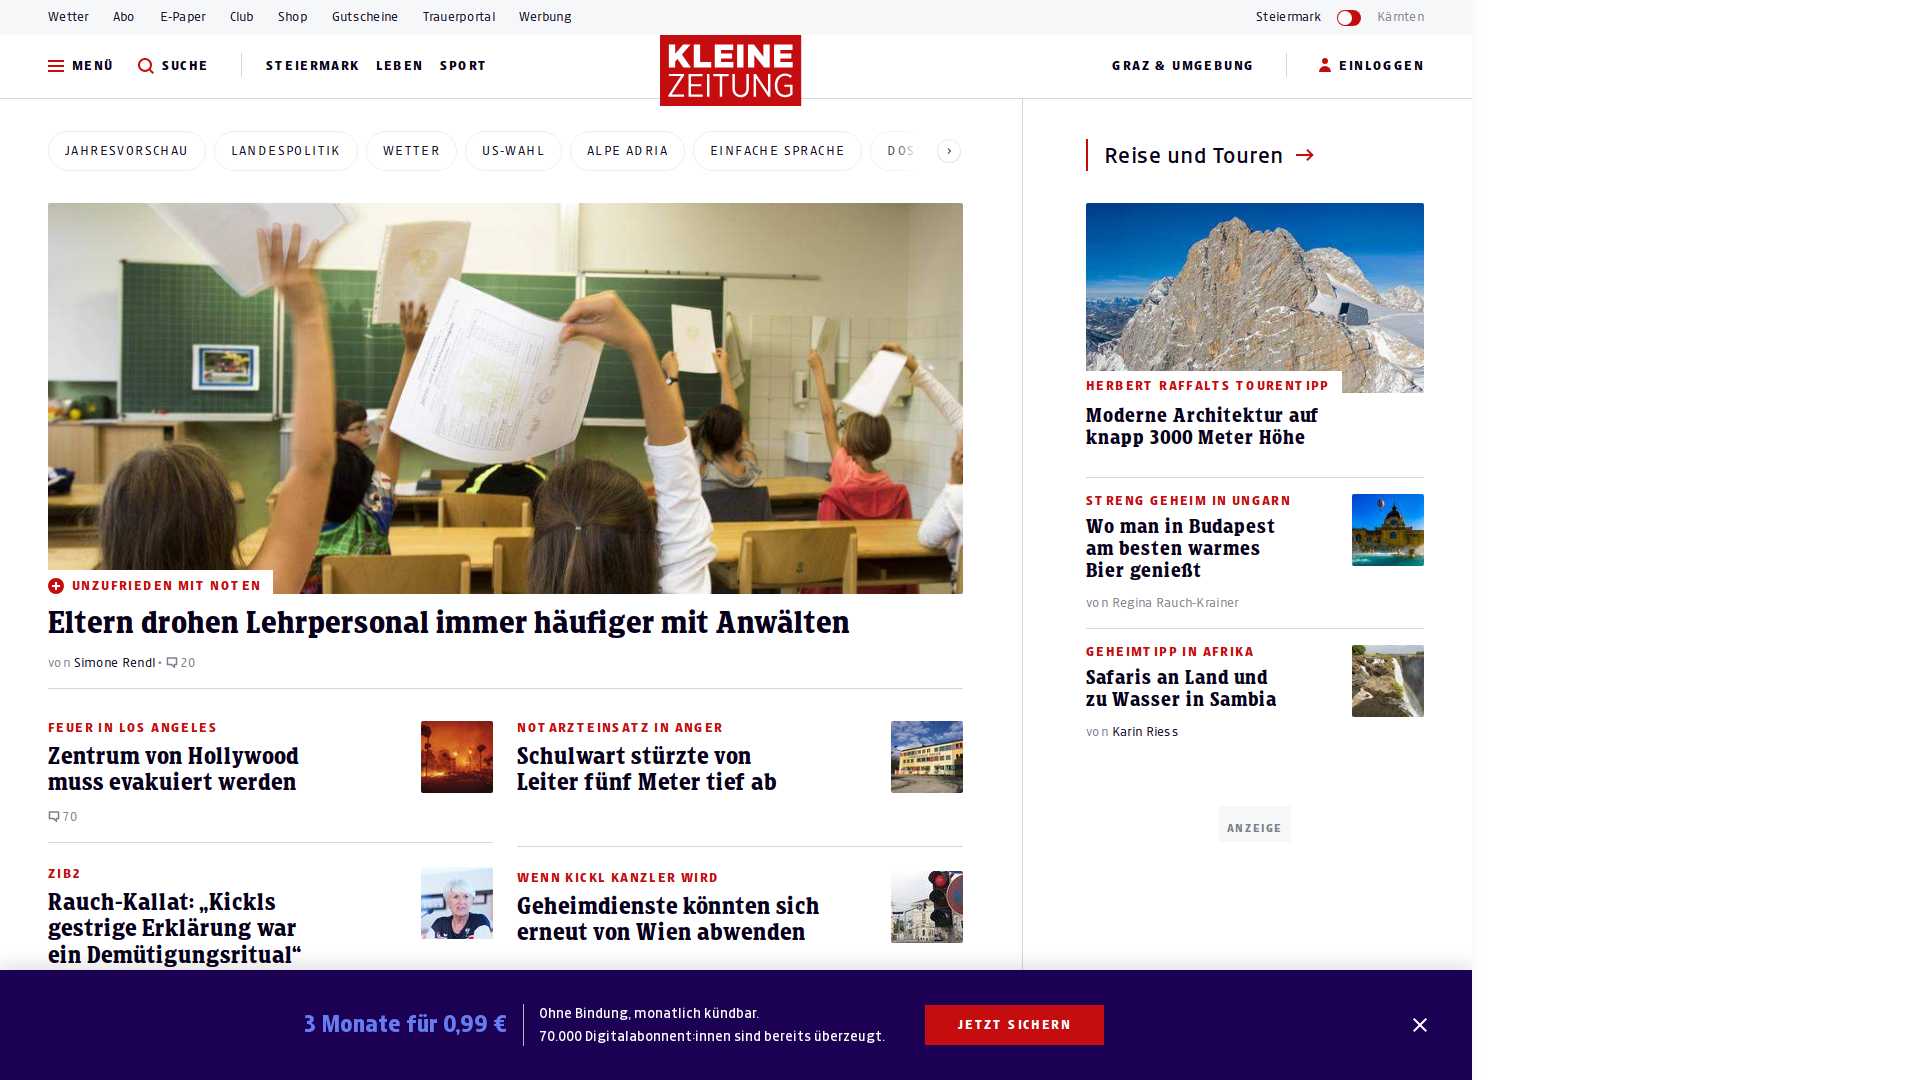 Wetter Abo E-Paper Club Shop Gutscheine Trauerportal Werbung Steiermark Kärnten
MENÜ SUCHE STEIERMARK LEBEN SPORT KLEINE ZEITUNG GRAZ & UMGEBUNG EINLOGGEN
JAHRESVORSCHAU LANDESPOLITIK WETTER US-WAHL ALPE ADRIA EINFACHE SPRACHE DOS
UNZUFRIEDEN MIT NOTEN
Eltern drohen Lehrpersonal immer häufiger mit Anwälten
von Simone Rendl • 20
FEUER IN LOS ANGELES
Zentrum von Hollywood
muss evakuiert werden
70
NOTARZTEINSATZ IN ANGER
Schulwart stürzte von
Leiter fünf Meter tief ab
ZIB2
Rauch-Kallat: „Kickls
gestrige Erklärung war
ein Demütigungsritual“
WENN KICKL KANZLER WIRD
Geheimdienste könnten sich
erneut von Wien abwenden
Reise und Touren
HERBERT RAFFALTS TOURENTIPP
Moderne Architektur auf
knapp 3000 Meter Höhe
STRENG GEHEIM IN UNGARN
Wo man in Budapest
am besten warmes
Bier genießt
von Regina Rauch-Krainer
GEHEIMTIPP IN AFRIKA
Safaris an Land und
zu Wasser in Sambia
von Karin Riess
ANZEIGE
3 Monate für 0,99 €
Ohne Bindung, monatlich kündbar.
70.000 Digitalabonnent:innen sind bereits überzeugt.
JETZT SICHERN